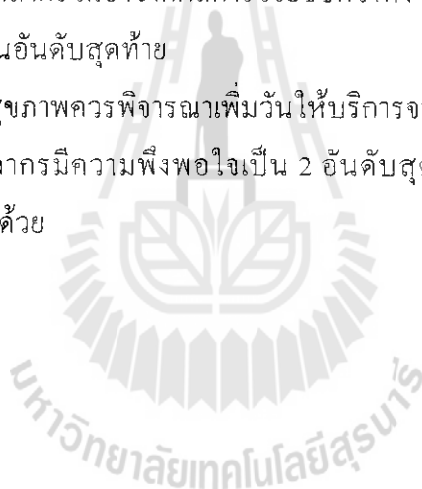 นอันดับสุดท้าย
ุขภาพควรพิจารณาเพิ่มวันให้บริการจ
ากรมีความพึงพอใจเป็น 2 อันดับสุด
ด้วย
มหาวิทยาลัยเทคโนโลยีสุรนารี